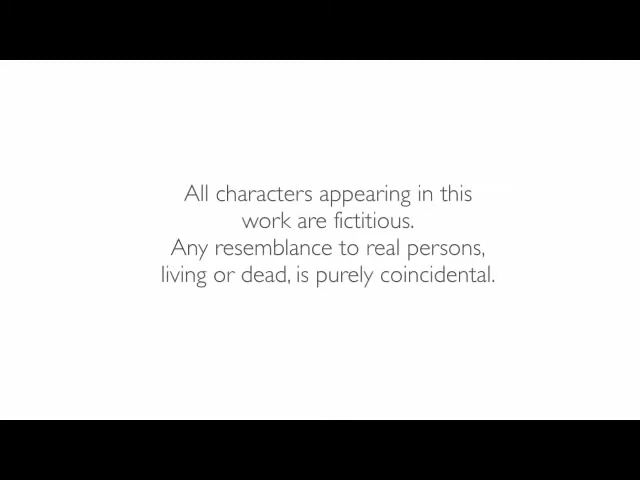 All characters appearing in this
work are fictitious.
Any resemblance to real persons,
living or dead, is purely coincidental.